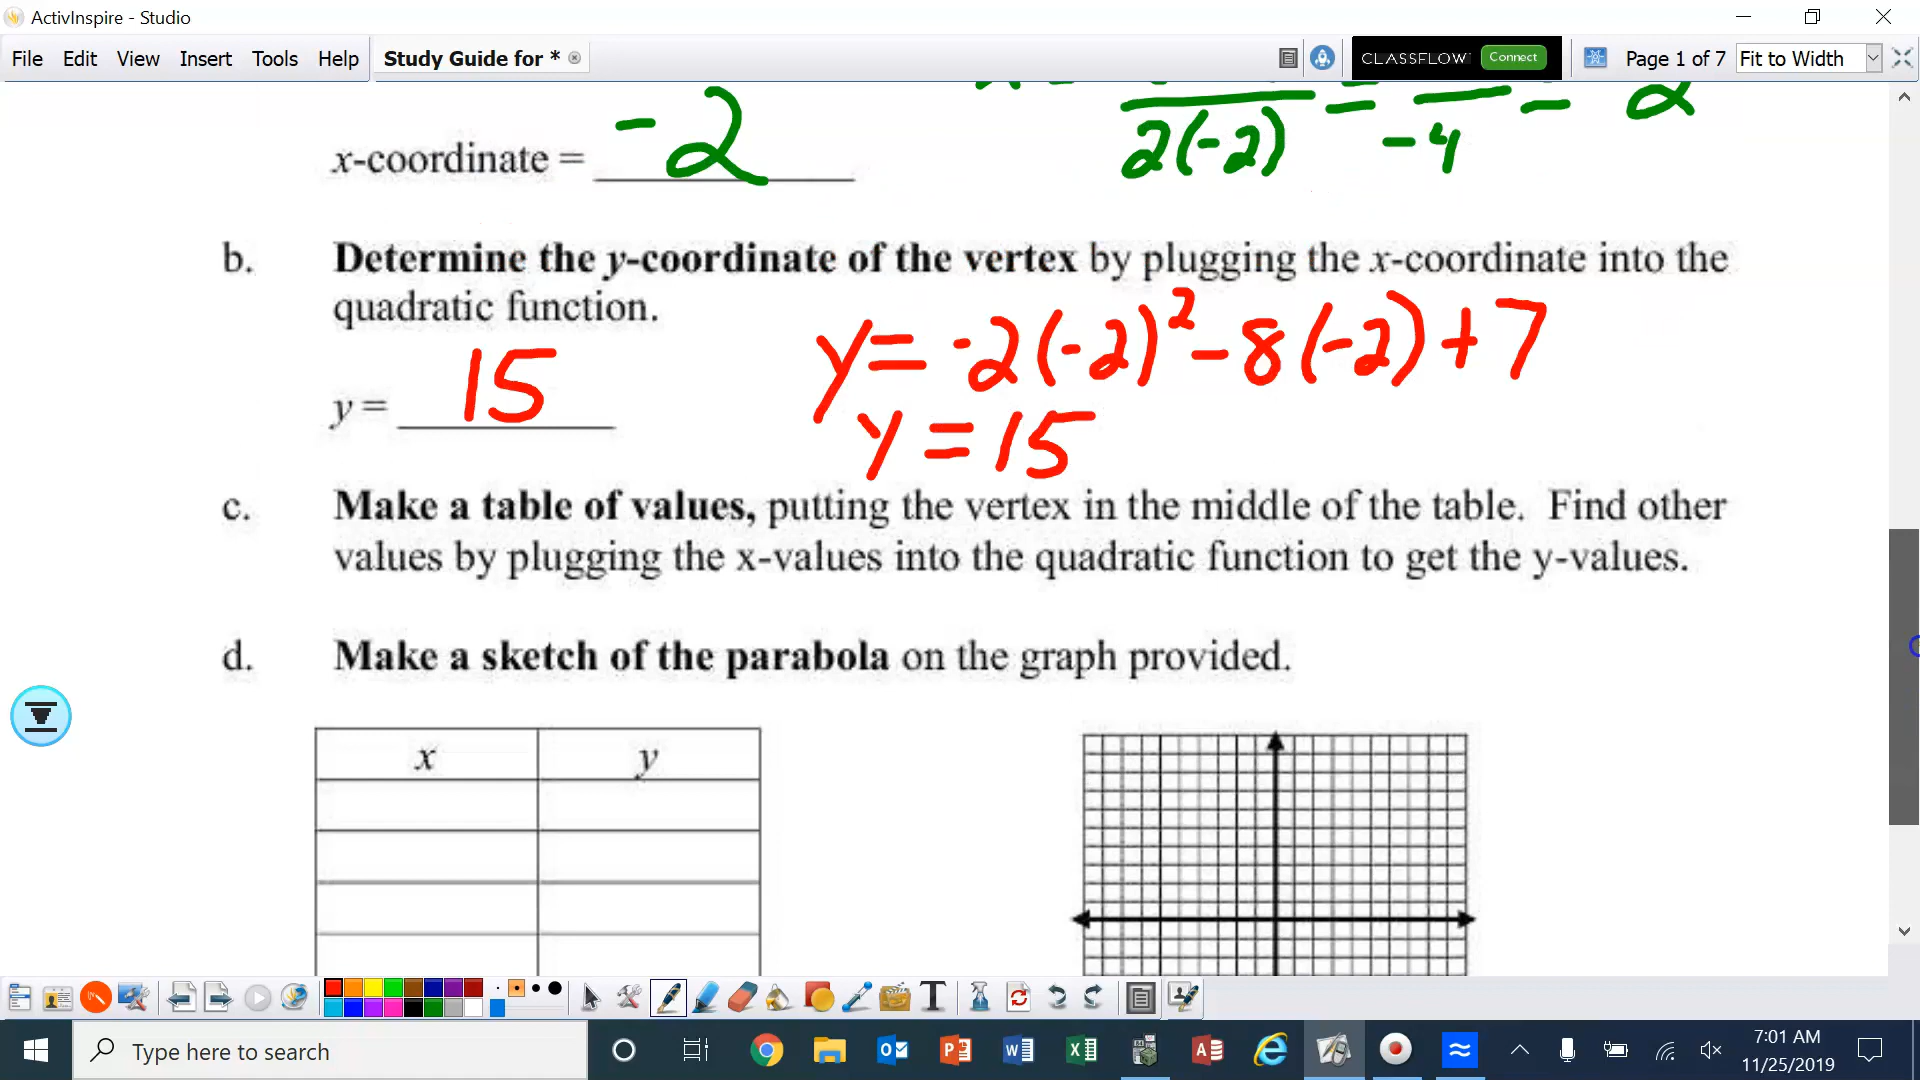 ActivInspire - Studio
File Edit View Insert Tools Help Study Guide for * CLASSFLOW Connect Page 1 of 7 Fit to Width
2(-2) -4
x-coordinate = -2
b. Determine the y-coordinate of the vertex by plugging the x-coordinate into the
quadratic function.
y = -2(-2)² - 8(-2) + 7
y = 15
y = 15
c. Make a table of values, putting the vertex in the middle of the table. Find other
values by plugging the x-values into the quadratic function to get the y-values.
d. Make a sketch of the parabola on the graph provided.
x y
Type here to search
7:01 AM
11/25/2019